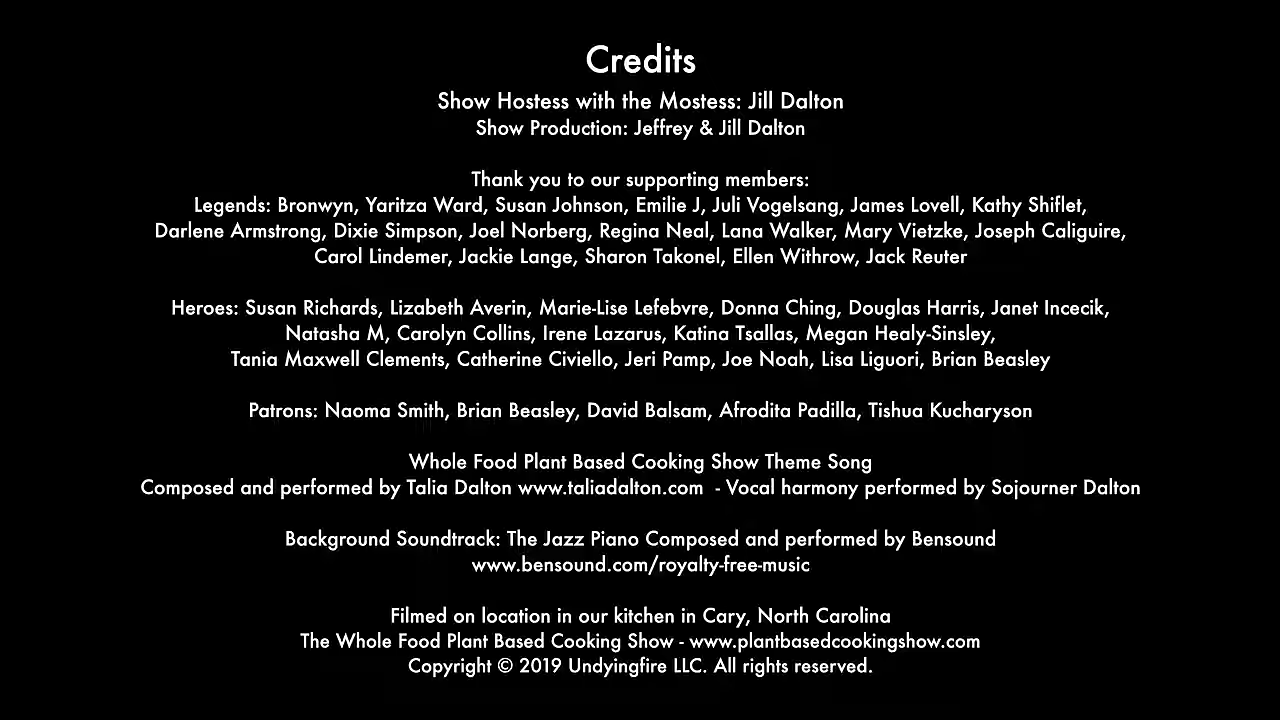 Credits
Show Hostess with the Mostess: Jill Dalton
Show Production: Jeffrey & Jill Dalton
Thank you to our supporting members:
Legends: Bronwyn, Yaritza Ward, Susan Johnson, Emilie J, Juli Vogelsang, James Lovell, Kathy Shiflet,
Darlene Armstrong, Dixie Simpson, Joel Norberg, Regina Neal, Lana Walker, Mary Vietzke, Joseph Caliguire,
Carol Lindemer, Jackie Lange, Sharon Takonel, Ellen Withrow, Jack Reuter
Heroes: Susan Richards, Lizabeth Averin, Marie-Lise Lefebvre, Donna Ching, Douglas Harris, Janet Incecik,
Natasha M, Carolyn Collins, Irene Lazarus, Katina Tsallas, Megan Healy-Sinsley,
Tania Maxwell Clements, Catherine Civiello, Jeri Pamp, Joe Noah, Lisa Liguori, Brian Beasley
Patrons: Naoma Smith, Brian Beasley, David Balsam, Afrodita Padilla, Tishua Kucharyson
Whole Food Plant Based Cooking Show Theme Song
Composed and performed by Talia Dalton www.taliadalton.com - Vocal harmony performed by Sojourner Dalton
Background Soundtrack: The Jazz Piano Composed and performed by Bensound
www.bensound.com/royalty-free-music
Filmed on location in our kitchen in Cary, North Carolina
The Whole Food Plant Based Cooking Show - www.plantbasedcookingshow.com
Copyright © 2019 Undyingfire LLC. All rights reserved.